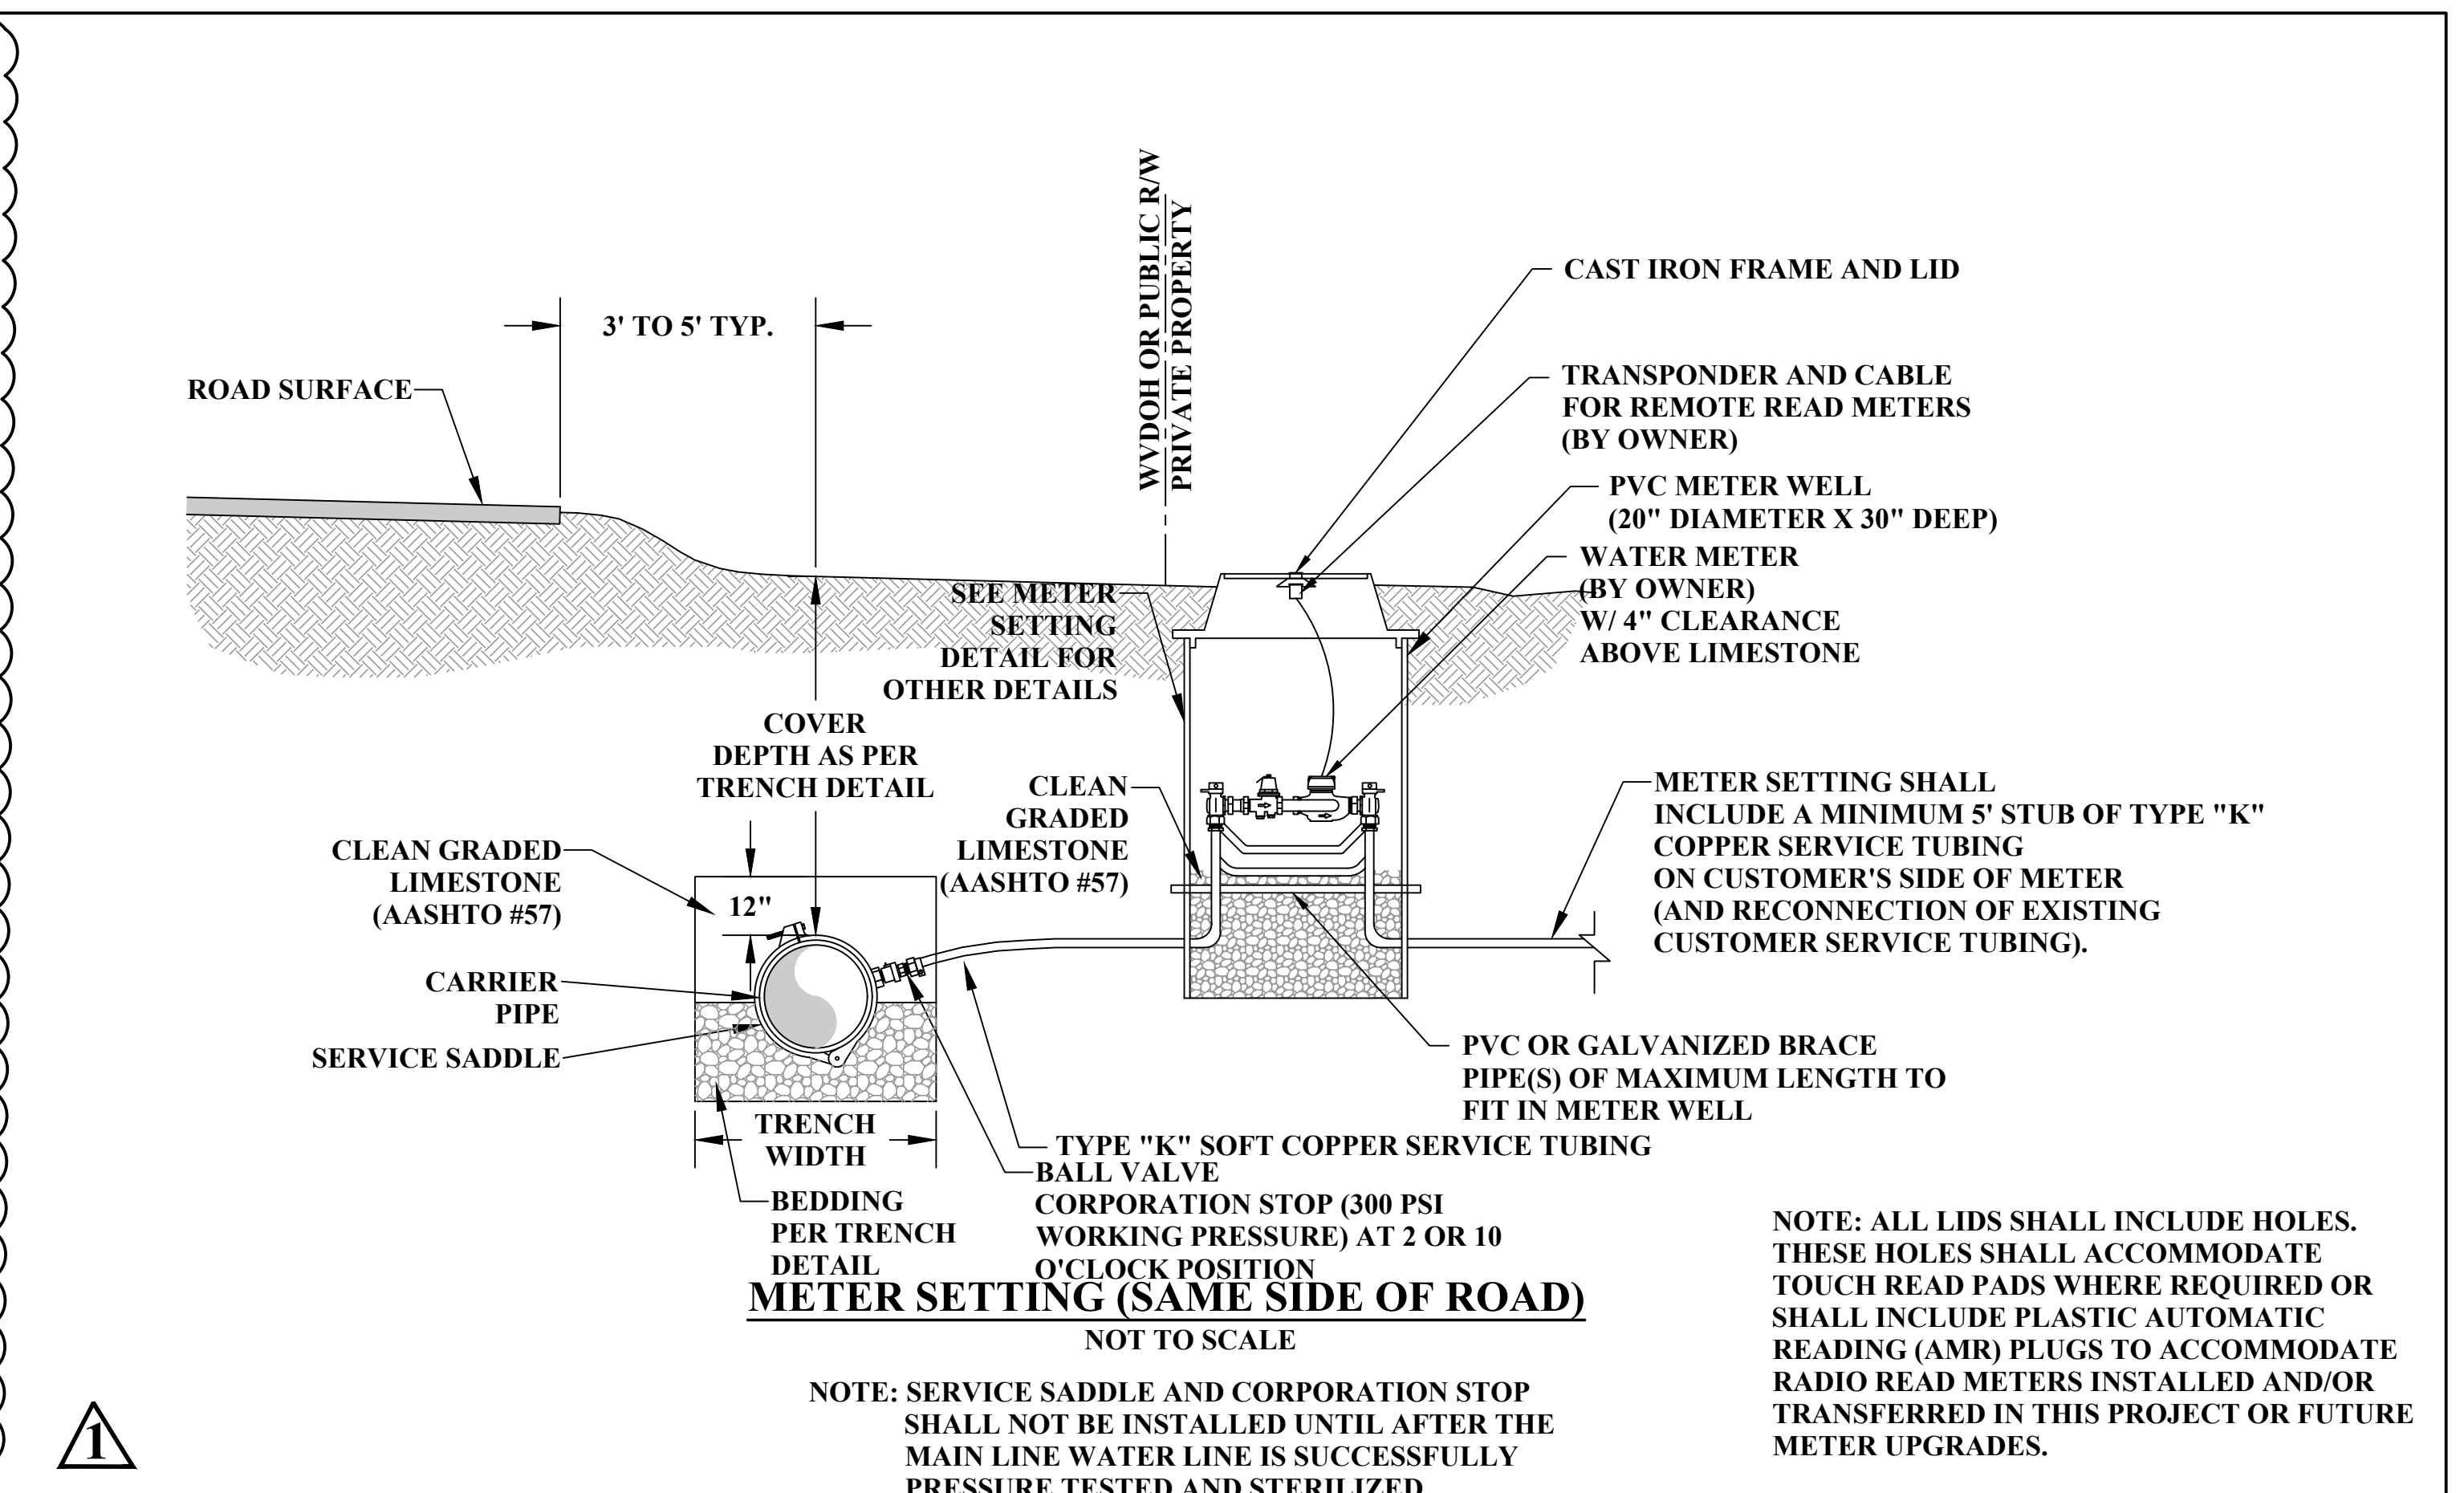 WVDOH OR PUBLIC R/W
PRIVATE PROPERTY
CAST IRON FRAME AND LID
3' TO 5' TYP.
ROAD SURFACE
TRANSPONDER AND CABLE
FOR REMOTE READ METERS
(BY OWNER)
PVC METER WELL
(20" DIAMETER X 30" DEEP)
WATER METER
(BY OWNER)
W/ 4" CLEARANCE
ABOVE LIMESTONE
SEE METER
SETTING
DETAIL FOR
OTHER DETAILS
COVER
DEPTH AS PER
TRENCH DETAIL
CLEAN
GRADED
LIMESTONE
(AASHTO #57)
METER SETTING SHALL
INCLUDE A MINIMUM 5' STUB OF TYPE "K"
COPPER SERVICE TUBING
ON CUSTOMER'S SIDE OF METER
(AND RECONNECTION OF EXISTING
CUSTOMER SERVICE TUBING).
CLEAN GRADED
LIMESTONE
(AASHTO #57)
12"
CARRIER
PIPE
SERVICE SADDLE
PVC OR GALVANIZED BRACE
PIPE(S) OF MAXIMUM LENGTH TO
FIT IN METER WELL
TRENCH
WIDTH
TYPE "K" SOFT COPPER SERVICE TUBING
BALL VALVE
CORPORATION STOP (300 PSI
WORKING PRESSURE) AT 2 OR 10
O'CLOCK POSITION
BEDDING
PER TRENCH
DETAIL
METER SETTING (SAME SIDE OF ROAD)
NOT TO SCALE
NOTE: SERVICE SADDLE AND CORPORATION STOP
SHALL NOT BE INSTALLED UNTIL AFTER THE
MAIN LINE WATER LINE IS SUCCESSFULLY
PRESSURE TESTED AND STERILIZED
NOTE: ALL LIDS SHALL INCLUDE HOLES.
THESE HOLES SHALL ACCOMMODATE
TOUCH READ PADS WHERE REQUIRED OR
SHALL INCLUDE PLASTIC AUTOMATIC
READING (AMR) PLUGS TO ACCOMMODATE
RADIO READ METERS INSTALLED AND/OR
TRANSFERRED IN THIS PROJECT OR FUTURE
METER UPGRADES.
1